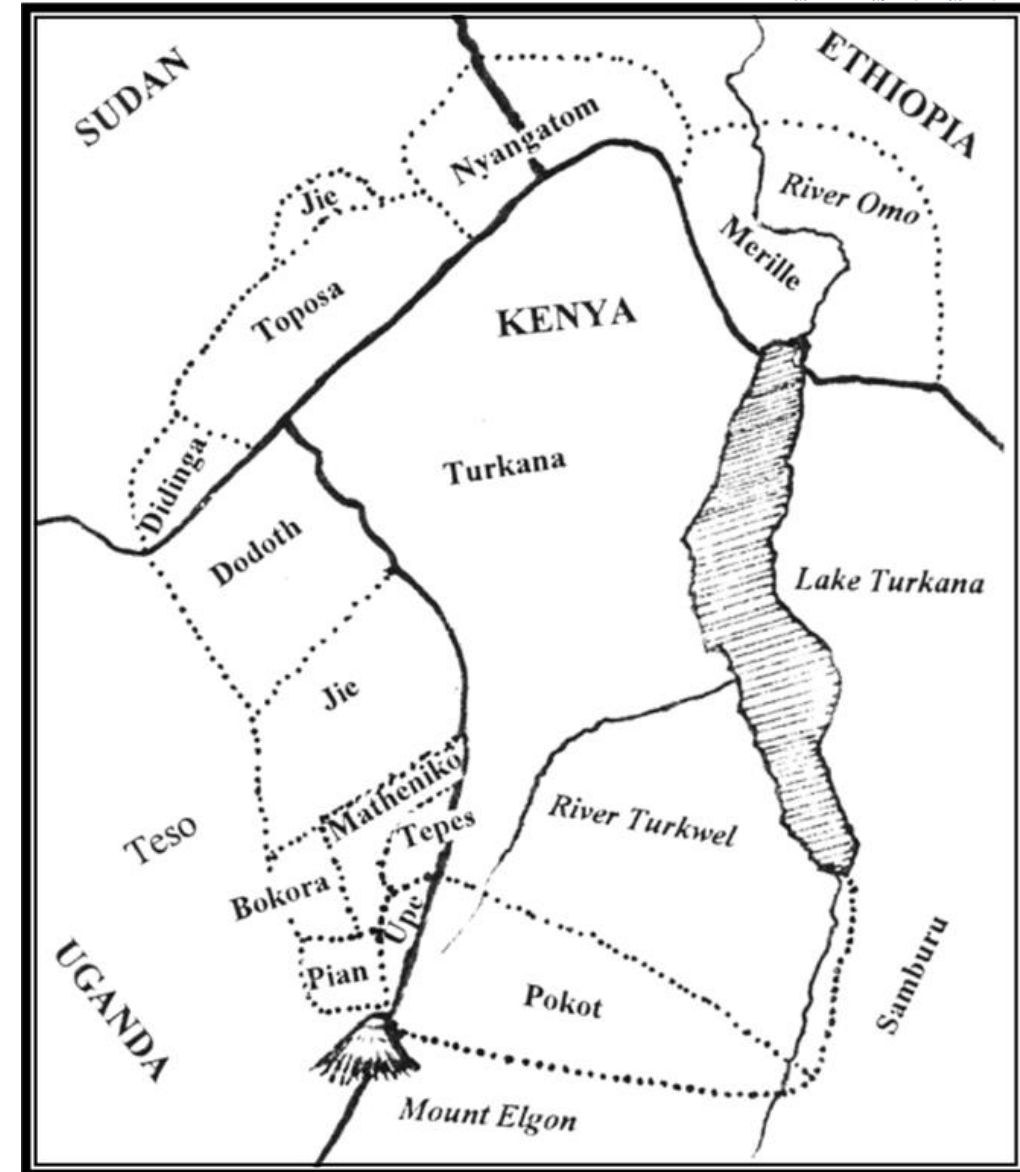 SUDAN
ETHIOPIA
Nyangatom
Jie
River Omo
Merille
Toposa
KENYA
Didinga
Turkana
Dodoth
Lake Turkana
Jie
Matheniko
Tepes
River Turkwel
Teso
Bokora
Upe
Samburu
Pian
Pokot
UGANDA
Mount Elgon